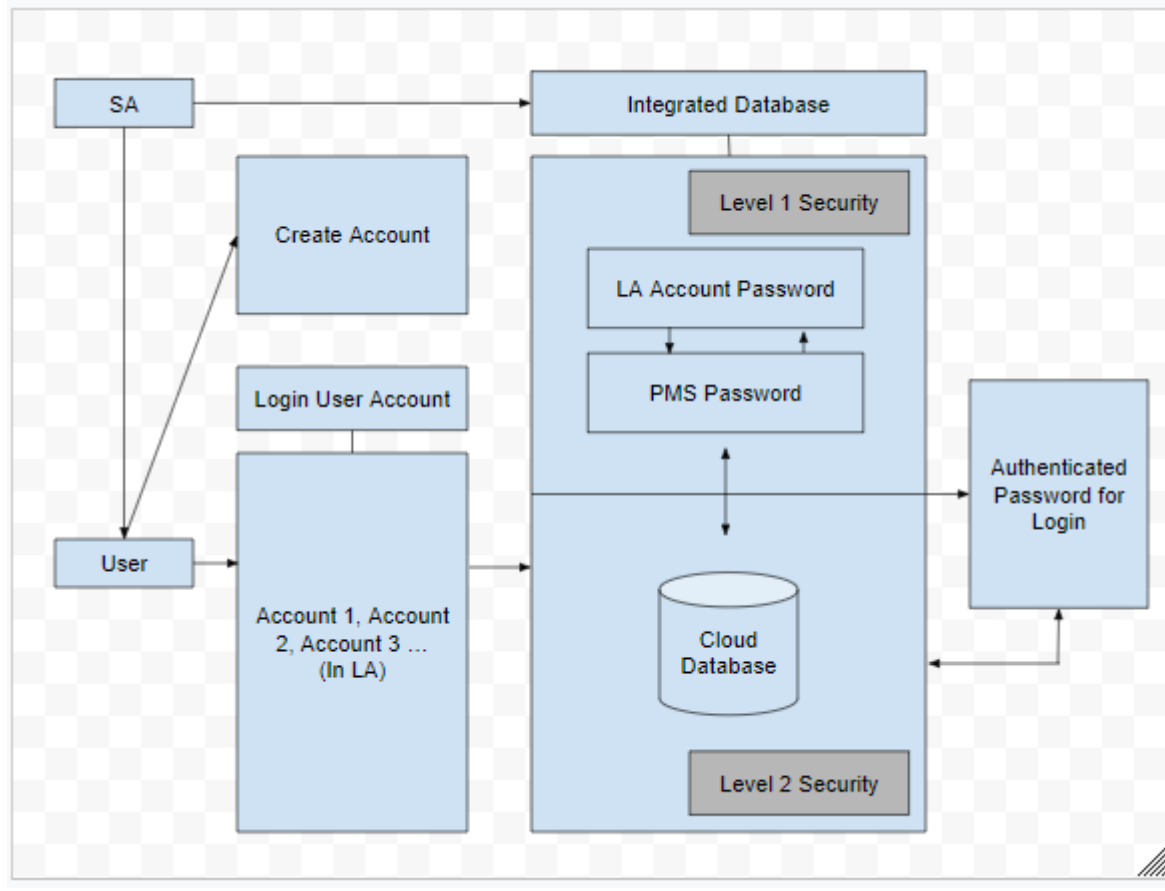 SA
Integrated Database
Create Account
Level 1 Security
LA Account Password
PMS Password
Login User Account
Authenticated
Password for
Login
User
Account 1, Account
2, Account 3 ...
(In LA)
Cloud
Database
Level 2 Security